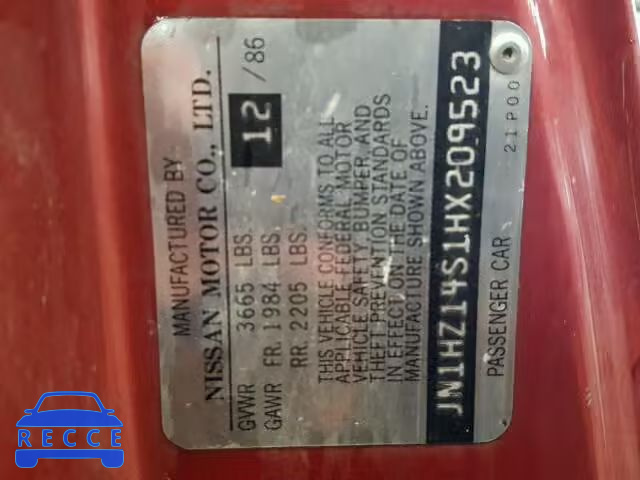 MANUFACTURED BY
NISSAN MOTOR CO., LTD.
12 / 86
GVWR 3665 LBS.
GAWR FR. 1984 LBS.
RR. 2205 LBS.
THIS VEHICLE CONFORMS TO ALL
APPLICABLE FEDERAL MOTOR
VEHICLE SAFETY, BUMPER, AND
THEFT PREVENTION STANDARDS
IN EFFECT ON THE DATE OF
MANUFACTURE SHOWN ABOVE.
JN1HZ14S1HX209523
PASSENGER CAR 21P00
RECCE